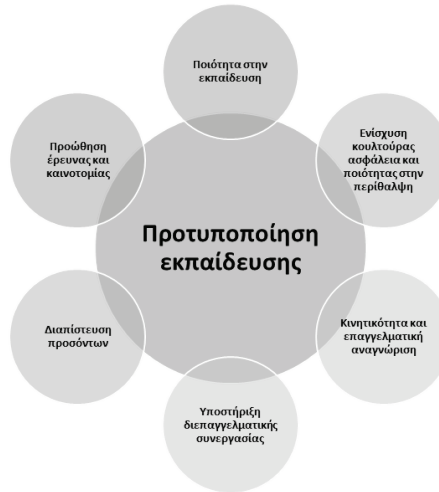 Ποιότητα στην
εκπαίδευση
Ενίσχυση
κουλτούρας
ασφάλεια και
ποιότητας στην
περίθαλψη
Κινητικότητα και
επαγγελματική
αναγνώριση
Υποστήριξη
διεπαγγελματικής
συνεργασίας
Διαπίστευση
προσόντων
Προώθηση
έρευνας και
καινοτομίας
Προτυποποίηση
εκπαίδευσης